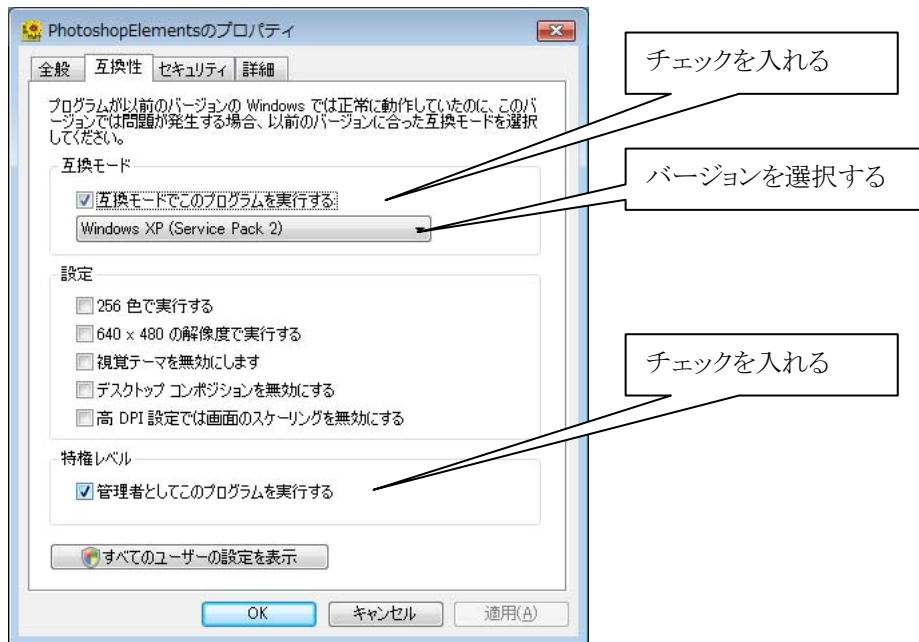 PhotoshopElementsのプロパティ
全般 互換性 セキュリティ 詳細
プログラムが以前のバージョンの Windows では正常に動作していたのに、このバ
ージョンでは問題が発生する場合、以前のバージョンに合った互換モードを選択
してください。
互換モード
互換モードでこのプログラムを実行する:
Windows XP (Service Pack 2)
設定
256 色で実行する
640 x 480 の解像度で実行する
視覚テーマを無効にします
デスクトップ コンポジションを無効にする
高 DPI 設定では画面のスケーリングを無効にする
特権レベル
管理者としてこのプログラムを実行する
すべてのユーザーの設定を表示
OK キャンセル 適用(A)
チェックを入れる
バージョンを選択する
チェックを入れる